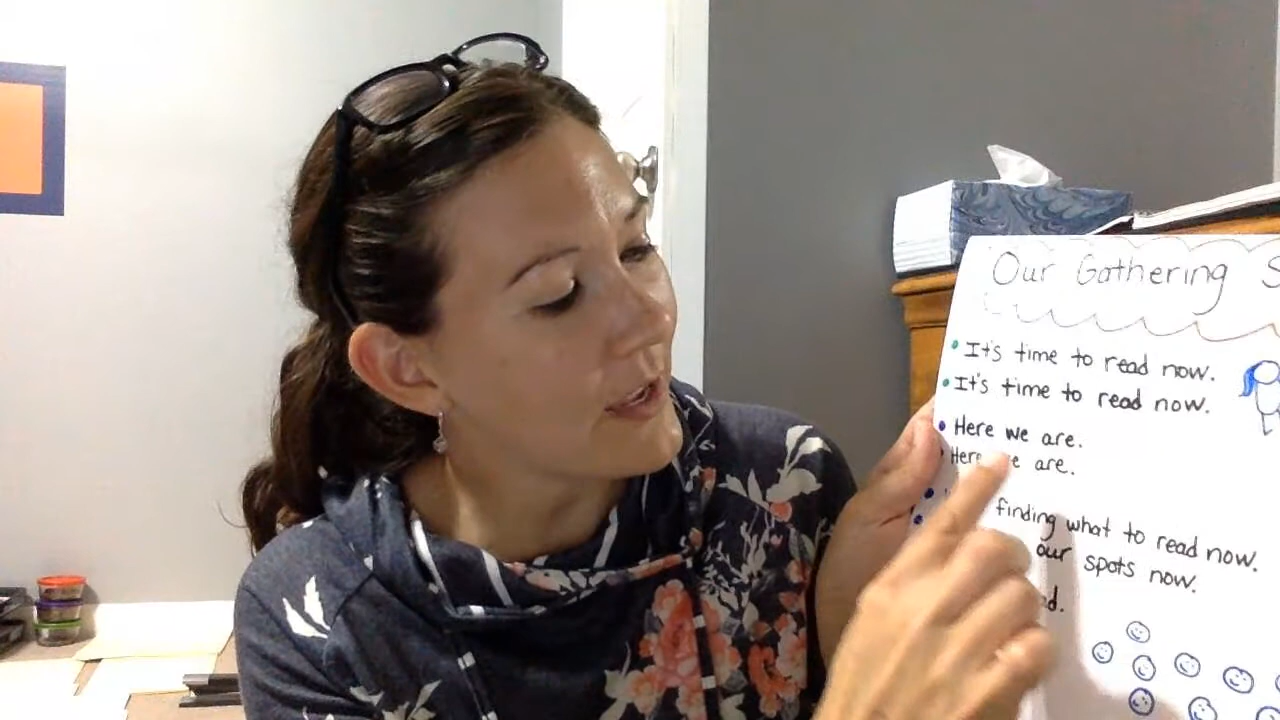 Our Gathering S
It's time to read now.
It's time to read now.
Here we are.
Here are.
finding what to read now.
our spots now.